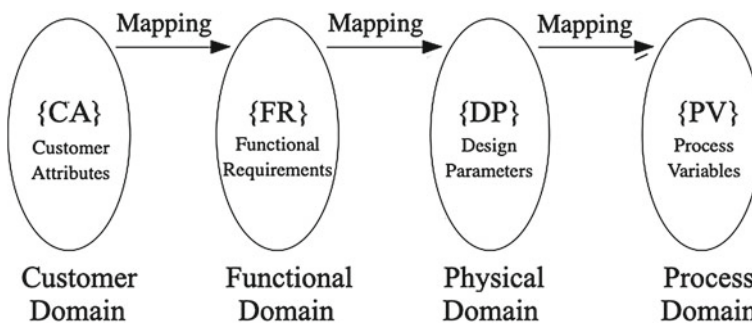 Mapping Mapping Mapping
{CA} {FR} {DP} {PV}
Customer Functional Design Process
Attributes Requirements Parameters Variables
Customer Functional Physical Process
Domain Domain Domain Domain